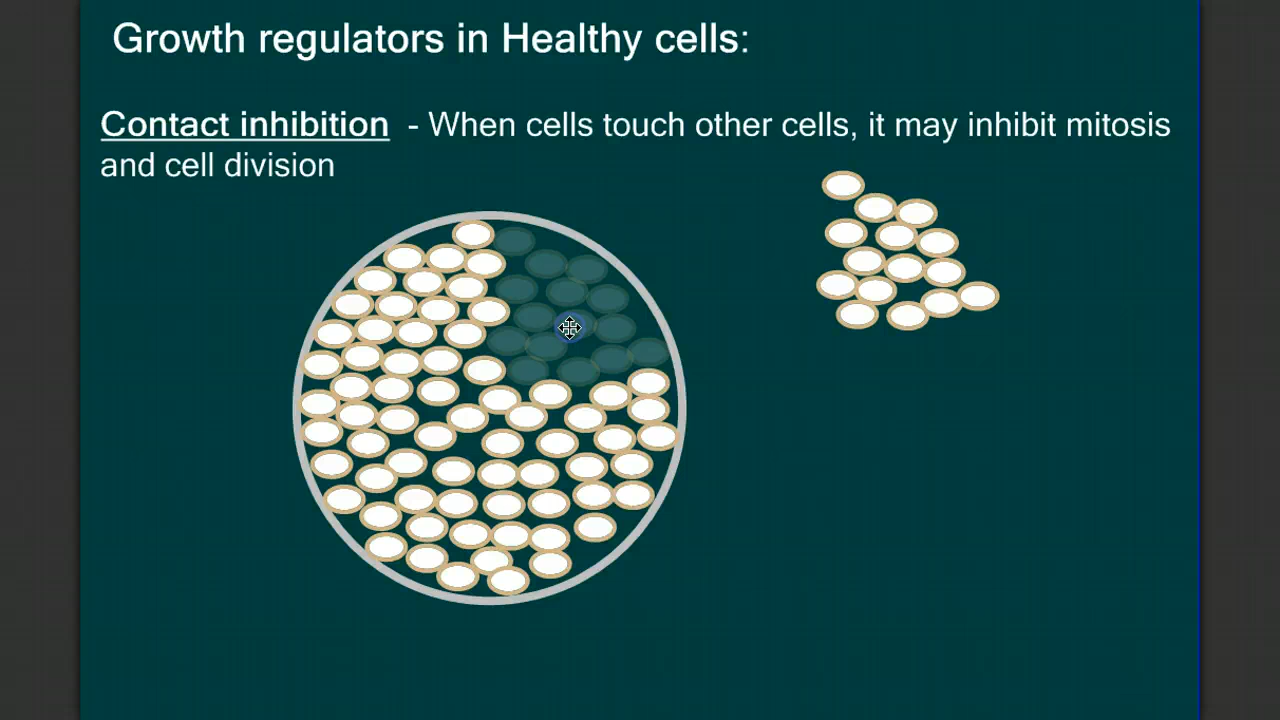 Growth regulators in Healthy cells:
Contact inhibition - When cells touch other cells, it may inhibit mitosis
and cell division